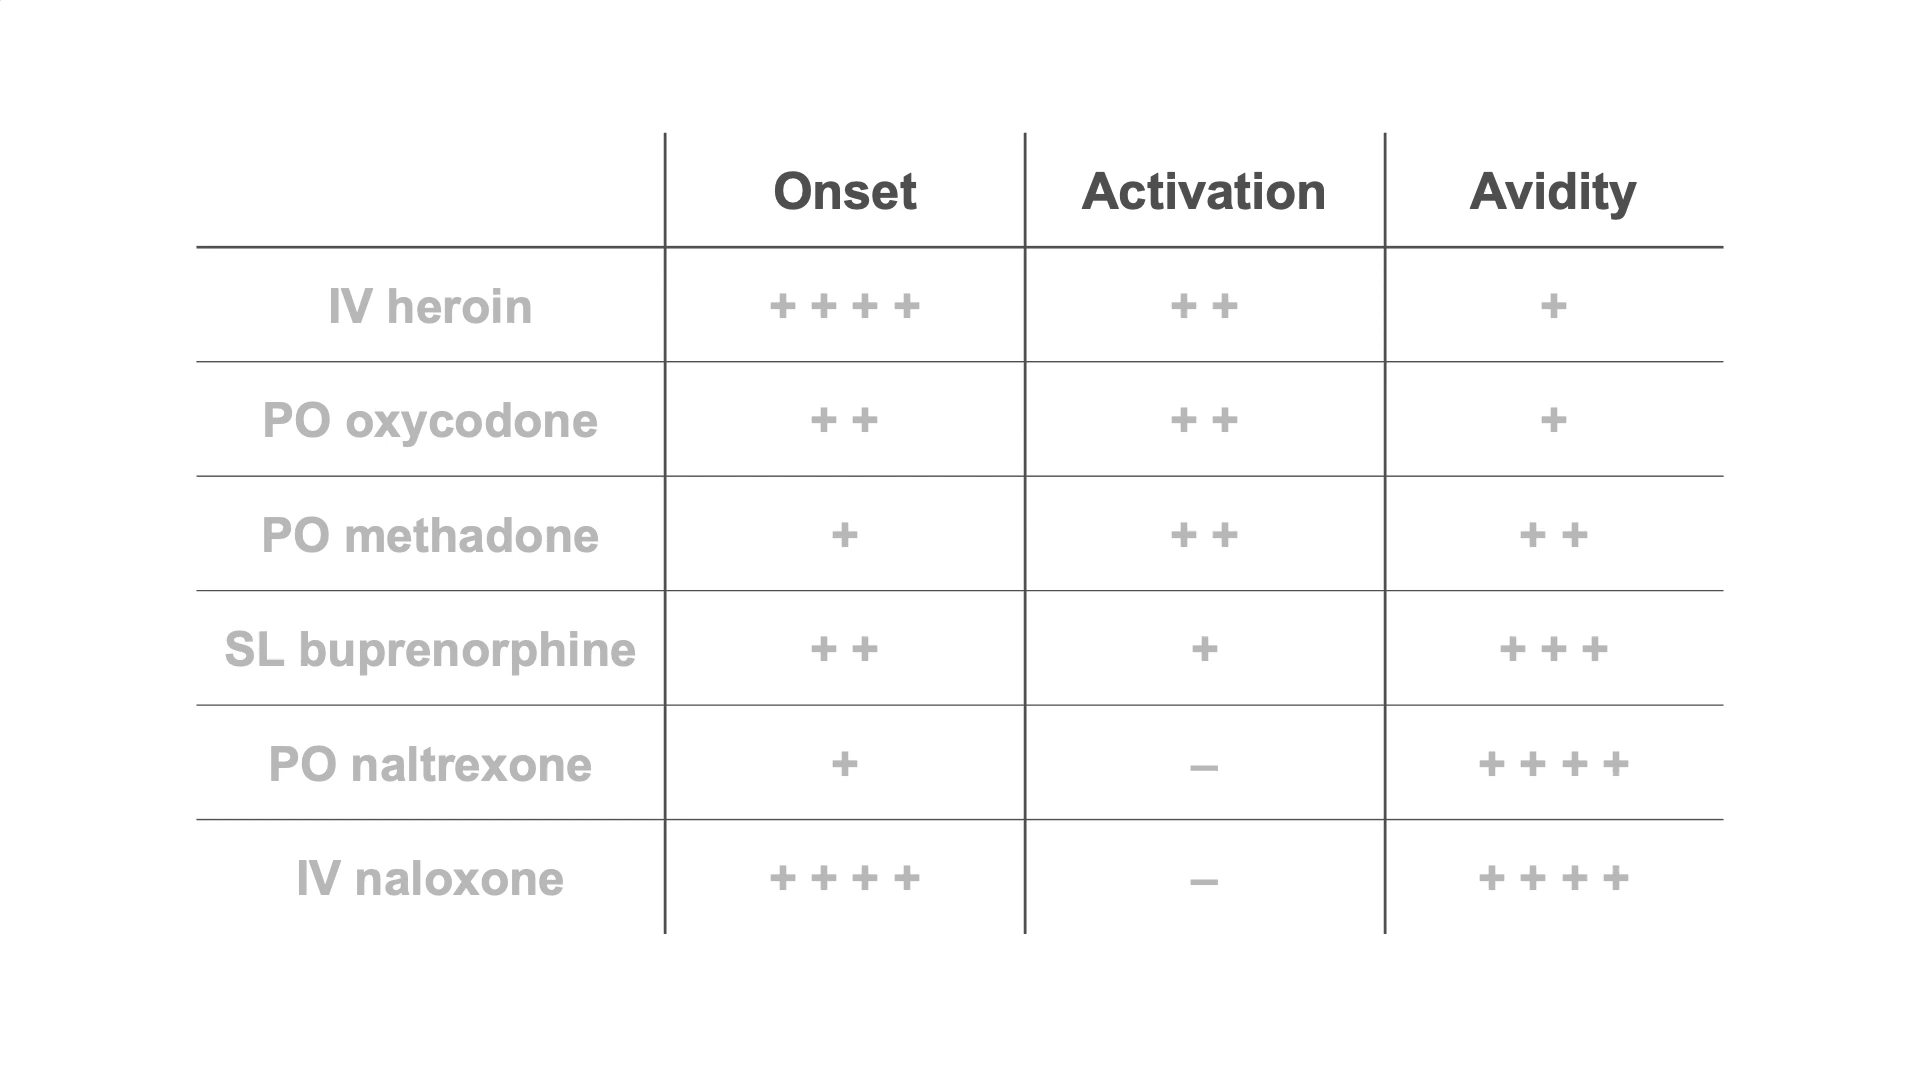 Onset Activation Avidity
IV heroin + + + + + + +
PO oxycodone + + + + +
PO methadone + + + + +
SL buprenorphine + + + + + +
PO naltrexone + – + + + +
IV naloxone + + + + – + + + +